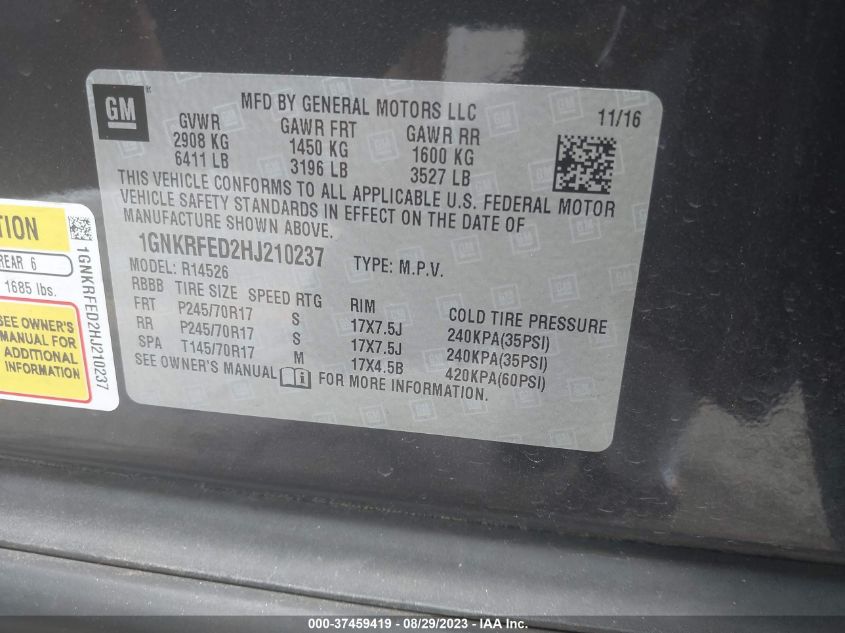 GM
MFD BY GENERAL MOTORS LLC
11/16
GVWR GAWR FRT GAWR RR
2908 KG 1450 KG 1600 KG
6411 LB 3196 LB 3527 LB
THIS VEHICLE CONFORMS TO ALL APPLICABLE U.S. FEDERAL MOTOR
VEHICLE SAFETY STANDARDS IN EFFECT ON THE DATE OF
MANUFACTURE SHOWN ABOVE.
1GNKRFED2HJ210237 TYPE: M.P.V.
MODEL: R14526
RBBB TIRE SIZE SPEED RTG RIM COLD TIRE PRESSURE
FRT P245/70R17 S 17X7.5J 240KPA(35PSI)
RR P245/70R17 S 17X7.5J 240KPA(35PSI)
SPA T145/70R17 M 17X4.5B 420KPA(60PSI)
SEE OWNER'S MANUAL FOR MORE INFORMATION.
REAR 6
1685 lbs.
SEE OWNER'S
MANUAL FOR
ADDITIONAL
INFORMATION
1GNKRFED2HJ210237
000-37459419 - 08/29/2023 - IAA Inc.